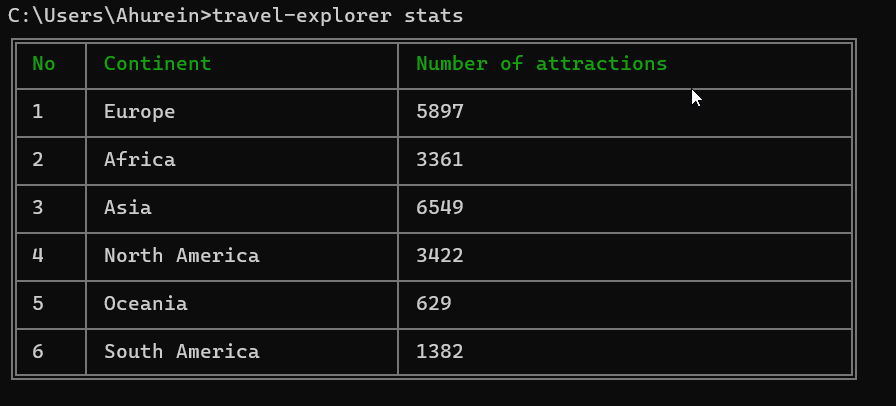 C:\Users\Ahurein>travel-explorer stats
No Continent Number of attractions
1 Europe 5897
2 Africa 3361
3 Asia 6549
4 North America 3422
5 Oceania 629
6 South America 1382